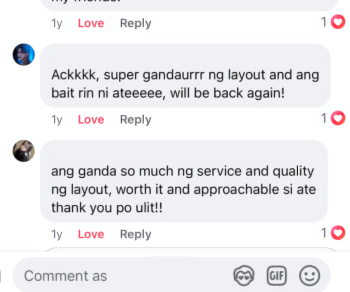 my friends.
1y Love Reply 1
Ackkkk, super gandaurrr ng layout and ang
bait rin ni ateeeee, will be back again!
1y Love Reply 1
ang ganda so much ng service and quality
ng layout, worth it and approachable si ate
thank you po ulit!!
1y Love Reply 1
Comment as
GIF